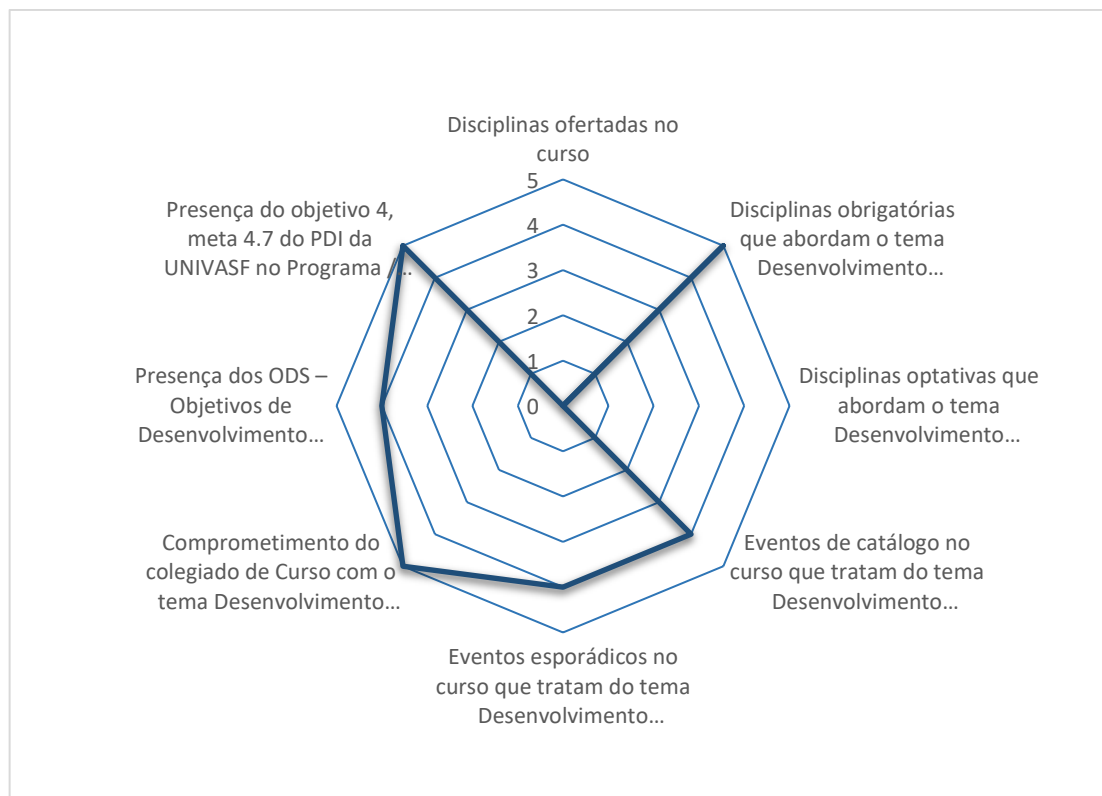 Disciplinas ofertadas no
curso
5
4
3
2
1
0
Disciplinas obrigatórias
que abordam o tema
Desenvolvimento...
Disciplinas optativas que
abordam o tema
Desenvolvimento...
Eventos de catálogo no
curso que tratam do tema
Desenvolvimento...
Eventos esporádicos no
curso que tratam do tema
Desenvolvimento...
Comprometimento do
colegiado de Curso com o
tema Desenvolvimento...
Presença dos ODS –
Objetivos de
Desenvolvimento...
Presença do objetivo 4,
meta 4.7 do PDI da
UNIVASF no Programa /...